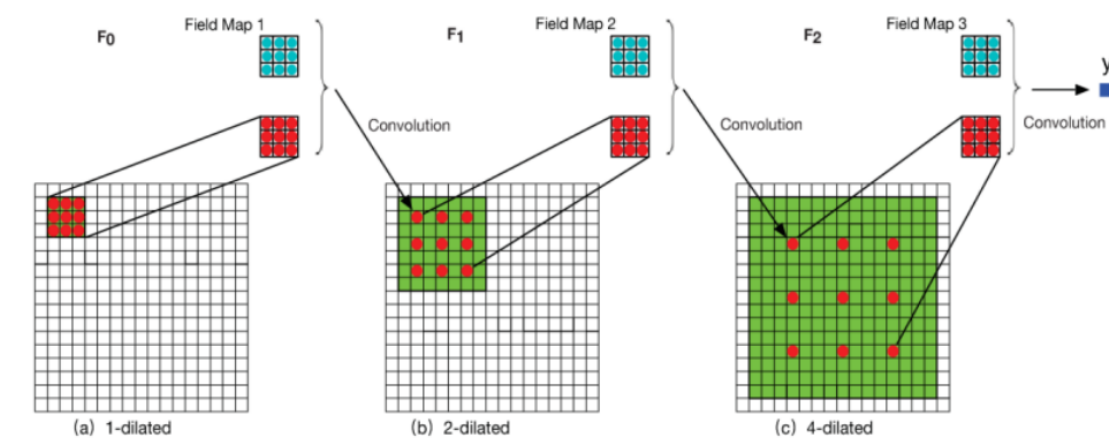 F0
Field Map 1
Convolution
(a) 1-dilated
F1
Field Map 2
Convolution
(b) 2-dilated
F2
Field Map 3
Convolution
(c) 4-dilated
y